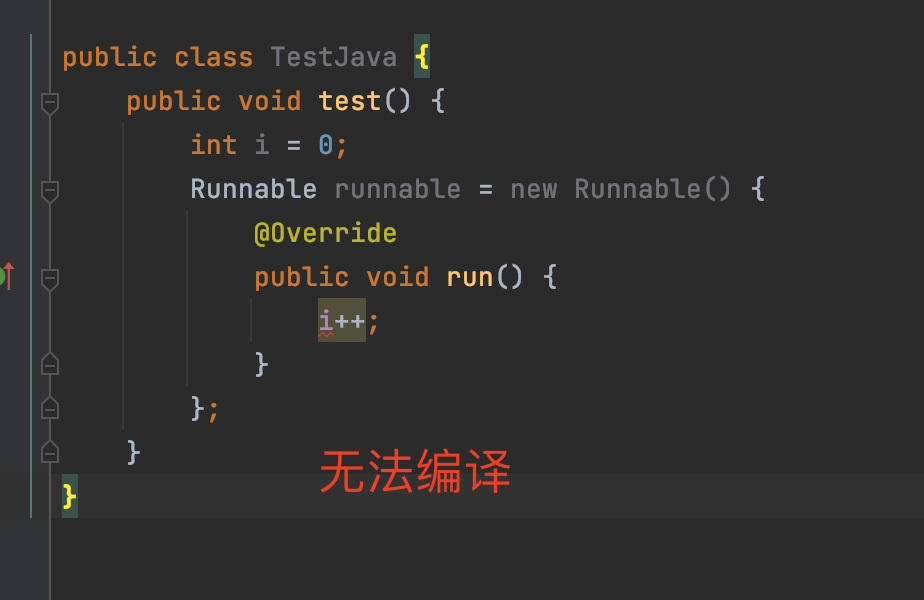 public class TestJava {
public void test() {
int i = 0;
Runnable runnable = new Runnable() {
@Override
public void run() {
i++;
}
};
}
无法编译
}